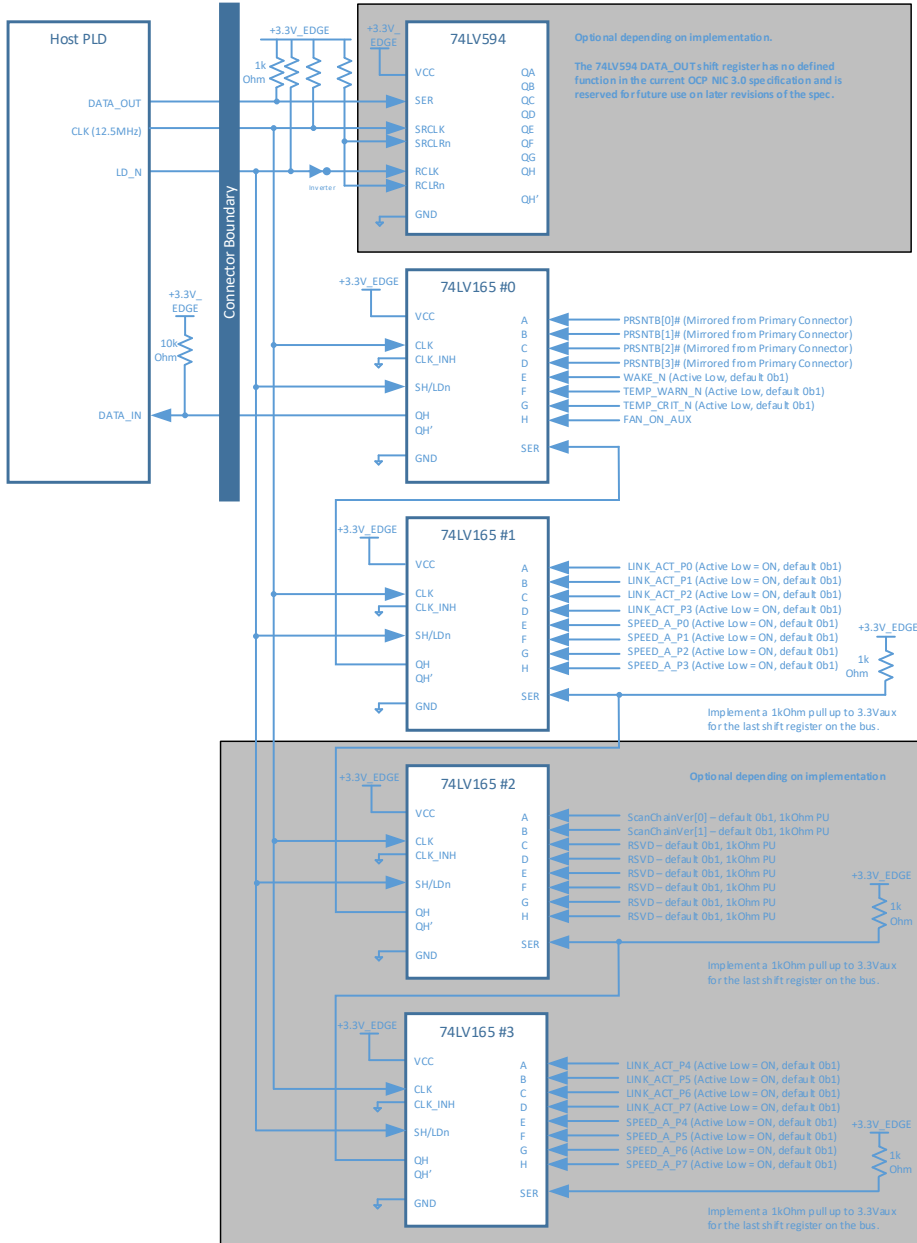 Host PLD
DATA_OUT
CLK (12.5MHz)
LD_N
+3.3V_
EDGE
10k
Ohm
DATA_IN
Connector Boundary
+3.3V_EDGE
1k
Ohm
Inverter
+3.3V_
EDGE
74LV594
VCC
SER
SRCLK
SRCLRn
RCLK
RCLRn
GND
QA
QB
QC
QD
QE
QF
QG
QH
QH'
Optional depending on implementation.
The 74LV594 DATA_OUT shift register has no defined
function in the current OCP NIC 3.0 specification and is
reserved for future use on later revisions of the spec.
+3.3V_EDGE
74LV165 #0
VCC
CLK
CLK_INH
SH/LDn
QH
QH'
GND
A
B
C
D
E
F
G
H
SER
PRSNTB[0]# (Mirrored from Primary Connector)
PRSNTB[1]# (Mirrored from Primary Connector)
PRSNTB[2]# (Mirrored from Primary Connector)
PRSNTB[3]# (Mirrored from Primary Connector)
WAKE_N (Active Low, default 0b1)
TEMP_WARN_N (Active Low, default 0b1)
TEMP_CRIT_N (Active Low, default 0b1)
FAN_ON_AUX
+3.3V_EDGE
74LV165 #1
VCC
CLK
CLK_INH
SH/LDn
QH
QH'
GND
A
B
C
D
E
F
G
H
SER
LINK_ACT_P0 (Active Low = ON, default 0b1)
LINK_ACT_P1 (Active Low = ON, default 0b1)
LINK_ACT_P2 (Active Low = ON, default 0b1)
LINK_ACT_P3 (Active Low = ON, default 0b1)
SPEED_A_P0 (Active Low = ON, default 0b1)
SPEED_A_P1 (Active Low = ON, default 0b1)
SPEED_A_P2 (Active Low = ON, default 0b1)
SPEED_A_P3 (Active Low = ON, default 0b1)
+3.3V_EDGE
1k
Ohm
Implement a 1kOhm pull up to 3.3Vaux
for the last shift register on the bus.
+3.3V_EDGE
74LV165 #2
VCC
CLK
CLK_INH
SH/LDn
QH
QH'
GND
A
B
C
D
E
F
G
H
SER
Optional depending on implementation
ScanChainVer[0] – default 0b1, 1kOhm PU
ScanChainVer[1] – default 0b1, 1kOhm PU
RSVD – default 0b1, 1kOhm PU
RSVD – default 0b1, 1kOhm PU
RSVD – default 0b1, 1kOhm PU
RSVD – default 0b1, 1kOhm PU
RSVD – default 0b1, 1kOhm PU
RSVD – default 0b1, 1kOhm PU
+3.3V_EDGE
1k
Ohm
Implement a 1kOhm pull up to 3.3Vaux
for the last shift register on the bus.
+3.3V_EDGE
74LV165 #3
VCC
CLK
CLK_INH
SH/LDn
QH
QH'
GND
A
B
C
D
E
F
G
H
SER
LINK_ACT_P4 (Active Low = ON, default 0b1)
LINK_ACT_P5 (Active Low = ON, default 0b1)
LINK_ACT_P6 (Active Low = ON, default 0b1)
LINK_ACT_P7 (Active Low = ON, default 0b1)
SPEED_A_P4 (Active Low = ON, default 0b1)
SPEED_A_P5 (Active Low = ON, default 0b1)
SPEED_A_P6 (Active Low = ON, default 0b1)
SPEED_A_P7 (Active Low = ON, default 0b1)
+3.3V_EDGE
1k
Ohm
Implement a 1kOhm pull up to 3.3Vaux
for the last shift register on the bus.